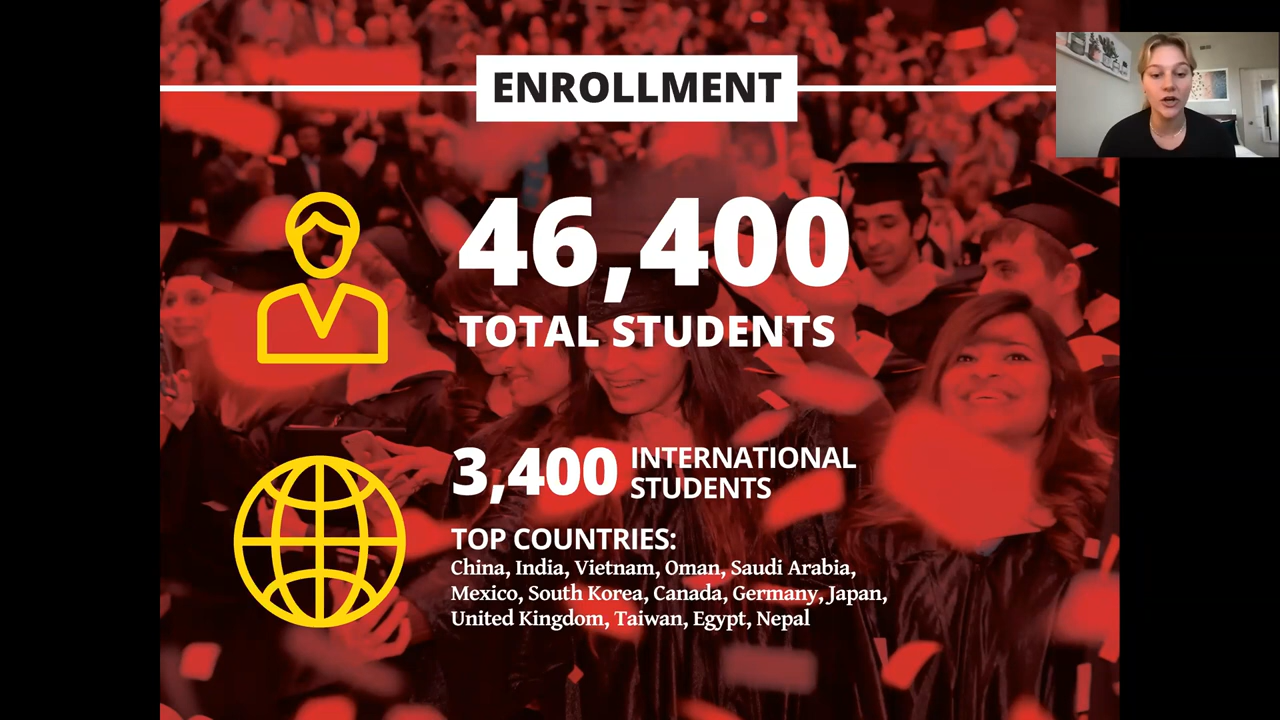 ENROLLMENT
46,400
TOTAL STUDENTS
3,400 INTERNATIONAL
STUDENTS
TOP COUNTRIES:
China, India, Vietnam, Oman, Saudi Arabia,
Mexico, South Korea, Canada, Germany, Japan,
United Kingdom, Taiwan, Egypt, Nepal